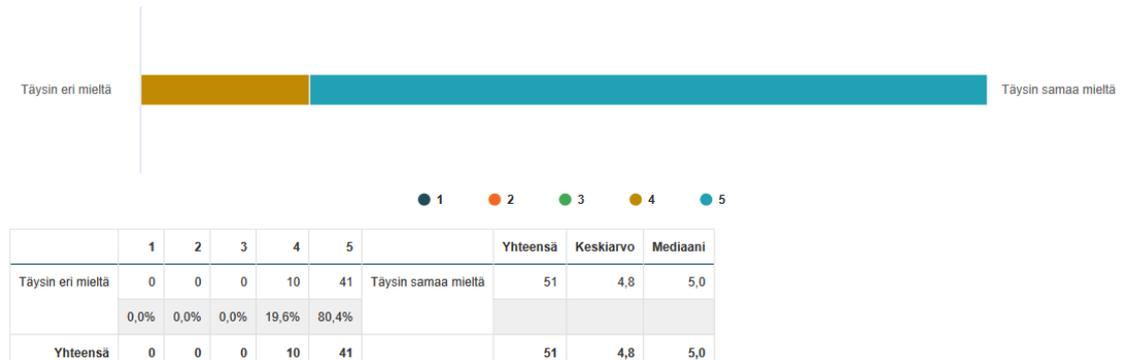 Täysin eri mieltä
Täysin samaa mieltä
1 2 3 4 5
1 2 3 4 5 Yhteensä Keskiarvo Mediaani
Täysin eri mieltä 0 0 0 10 41 Täysin samaa mieltä 51 4,8 5,0
0,0% 0,0% 0,0% 19,6% 80,4%
Yhteensä 0 0 0 10 41 51 4,8 5,0